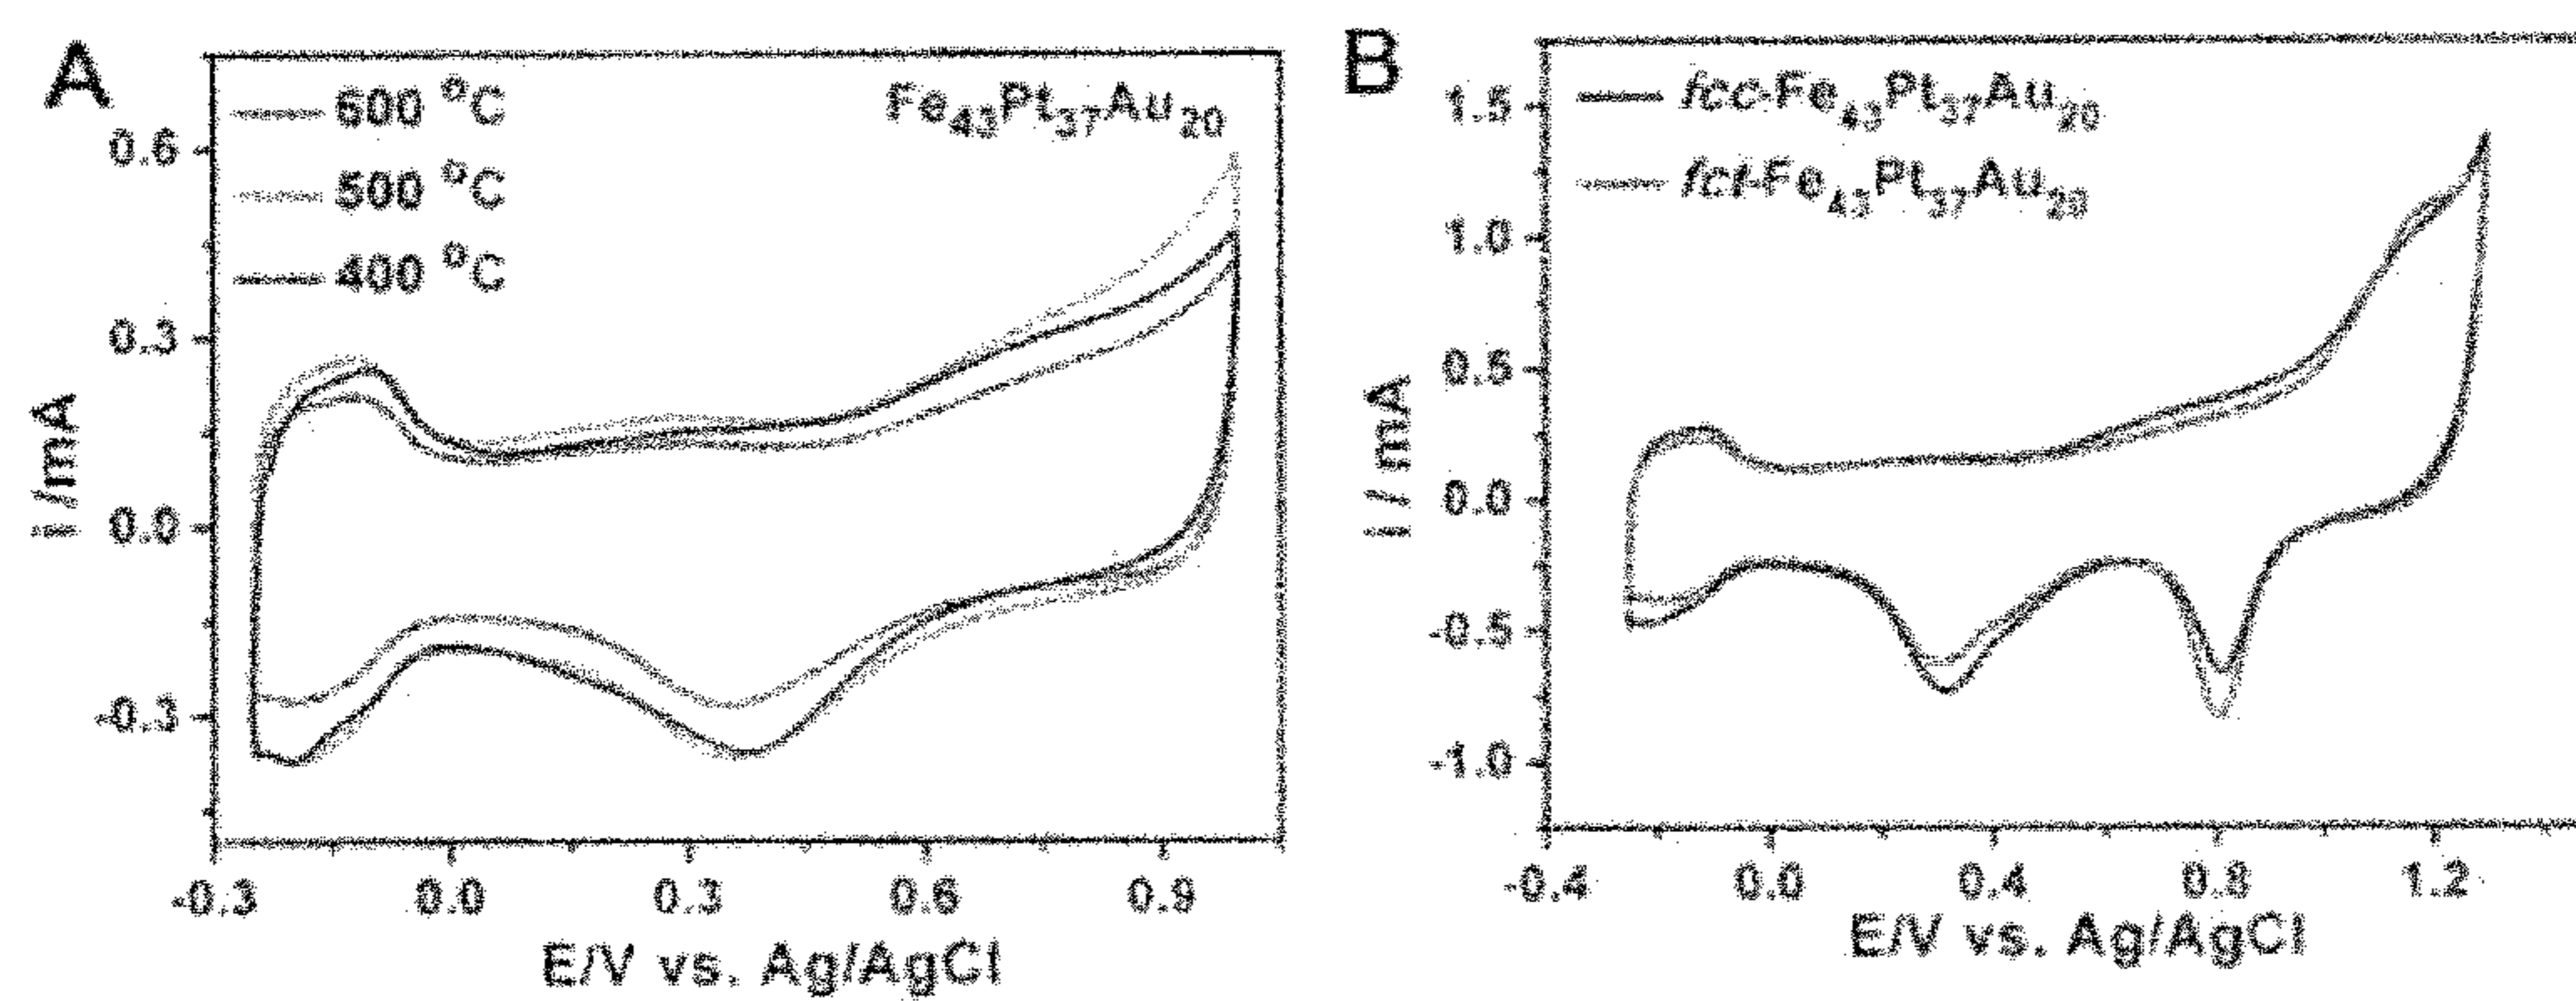 A
600 °C
500 °C
400 °C
Fe43Pt37Au20
0.6
0.3
0.0
-0.3
I /mA
-0.3 0.0 0.3 0.6 0.9
E/V vs. Ag/AgCl
B
fcc-Fe43Pt37Au20
fct-Fe43Pt37Au20
1.5
1.0
0.5
0.0
-0.5
-1.0
I / mA
-0.4 0.0 0.4 0.8 1.2
E/V vs. Ag/AgCl